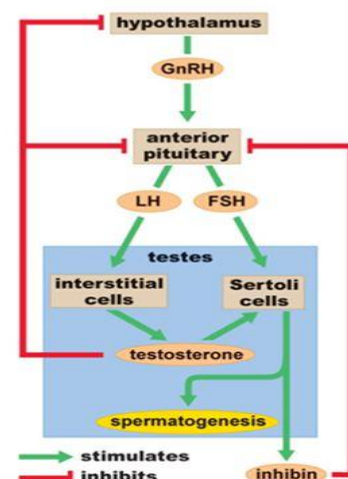 hypothalamus
GnRH
anterior
pituitary
LH
FSH
testes
interstitial
cells
Sertoli
cells
testosterone
spermatogenesis
stimulates
inhibits
inhibin